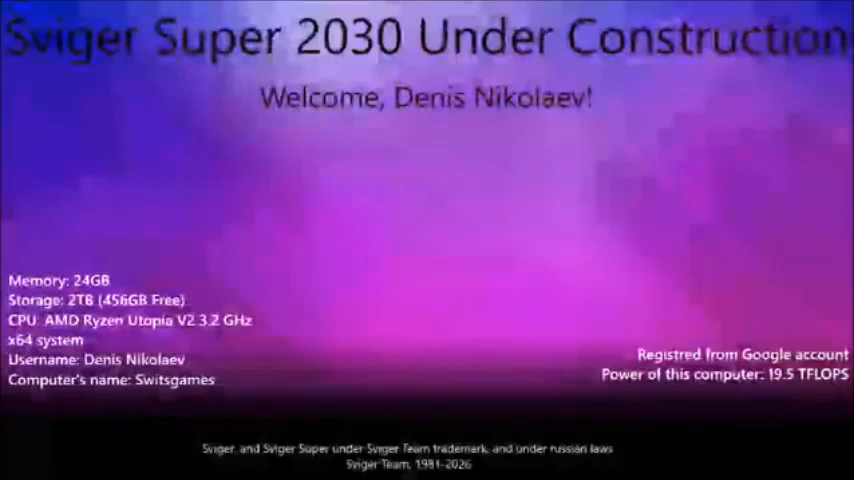 Sviger Super 2030 Under Construction
Welcome, Denis Nikolaev!
Memory: 24GB
Storage: 2TB (456GB Free)
CPU: AMD Ryzen Utopia V2 3.2 GHz
x64 system
Username: Denis Nikolaev
Computer's name: Switsgames
Registred from Google account
Power of this computer: 19.5 TFLOPS
Sviger, and Sviger Super under Sviger Team trademark, and under russian laws
Sviger Team, 1981-2026